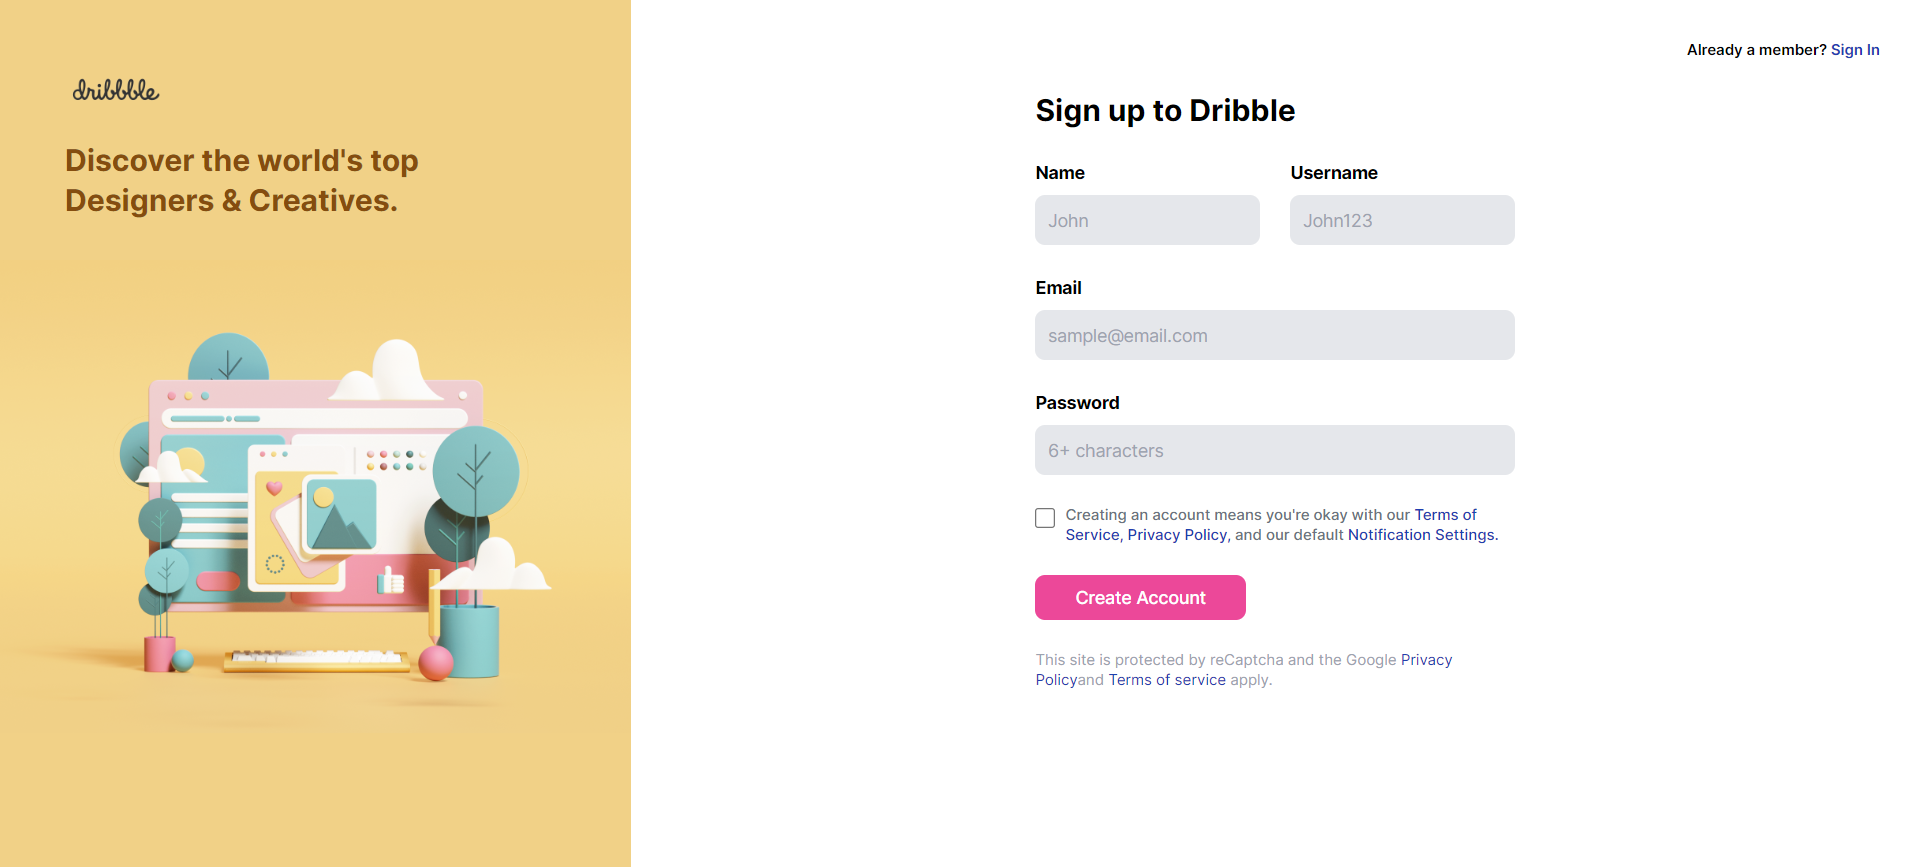 dribbble
Discover the world's top
Designers & Creatives.
Already a member? Sign In
Sign up to Dribble
Name
Username
John
John123
Email
sample@email.com
Password
6+ characters
Creating an account means you're okay with our Terms of
Service, Privacy Policy, and our default Notification Settings.
Create Account
This site is protected by reCaptcha and the Google Privacy
Policyand Terms of service apply.